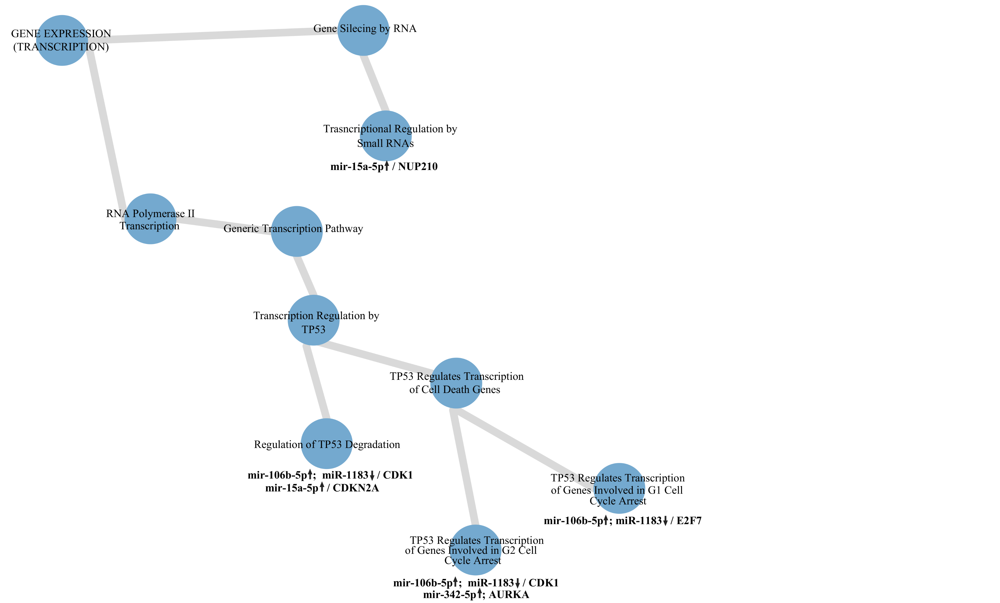 GENE EXPRESSION
(TRANSCRIPTION)
Gene Silecing by RNA
Trasncriptional Regulation by
Small RNAs
mir-15a-5p⬆ / NUP210
RNA Polymerase II
Transcription
Generic Transcription Pathway
Transcription Regulation by
TP53
TP53 Regulates Transcription
of Cell Death Genes
Regulation of TP53 Degradation
mir-106b-5p⬆; miR-1183⬇ / CDK1
mir-15a-5p⬆ / CDKN2A
TP53 Regulates Transcription
of Genes Involved in G1 Cell
Cycle Arrest
mir-106b-5p⬆; miR-1183⬇ / E2F7
TP53 Regulates Transcription
of Genes Involved in G2 Cell
Cycle Arrest
mir-106b-5p⬆; miR-1183⬇ / CDK1
mir-342-5p⬆; AURKA